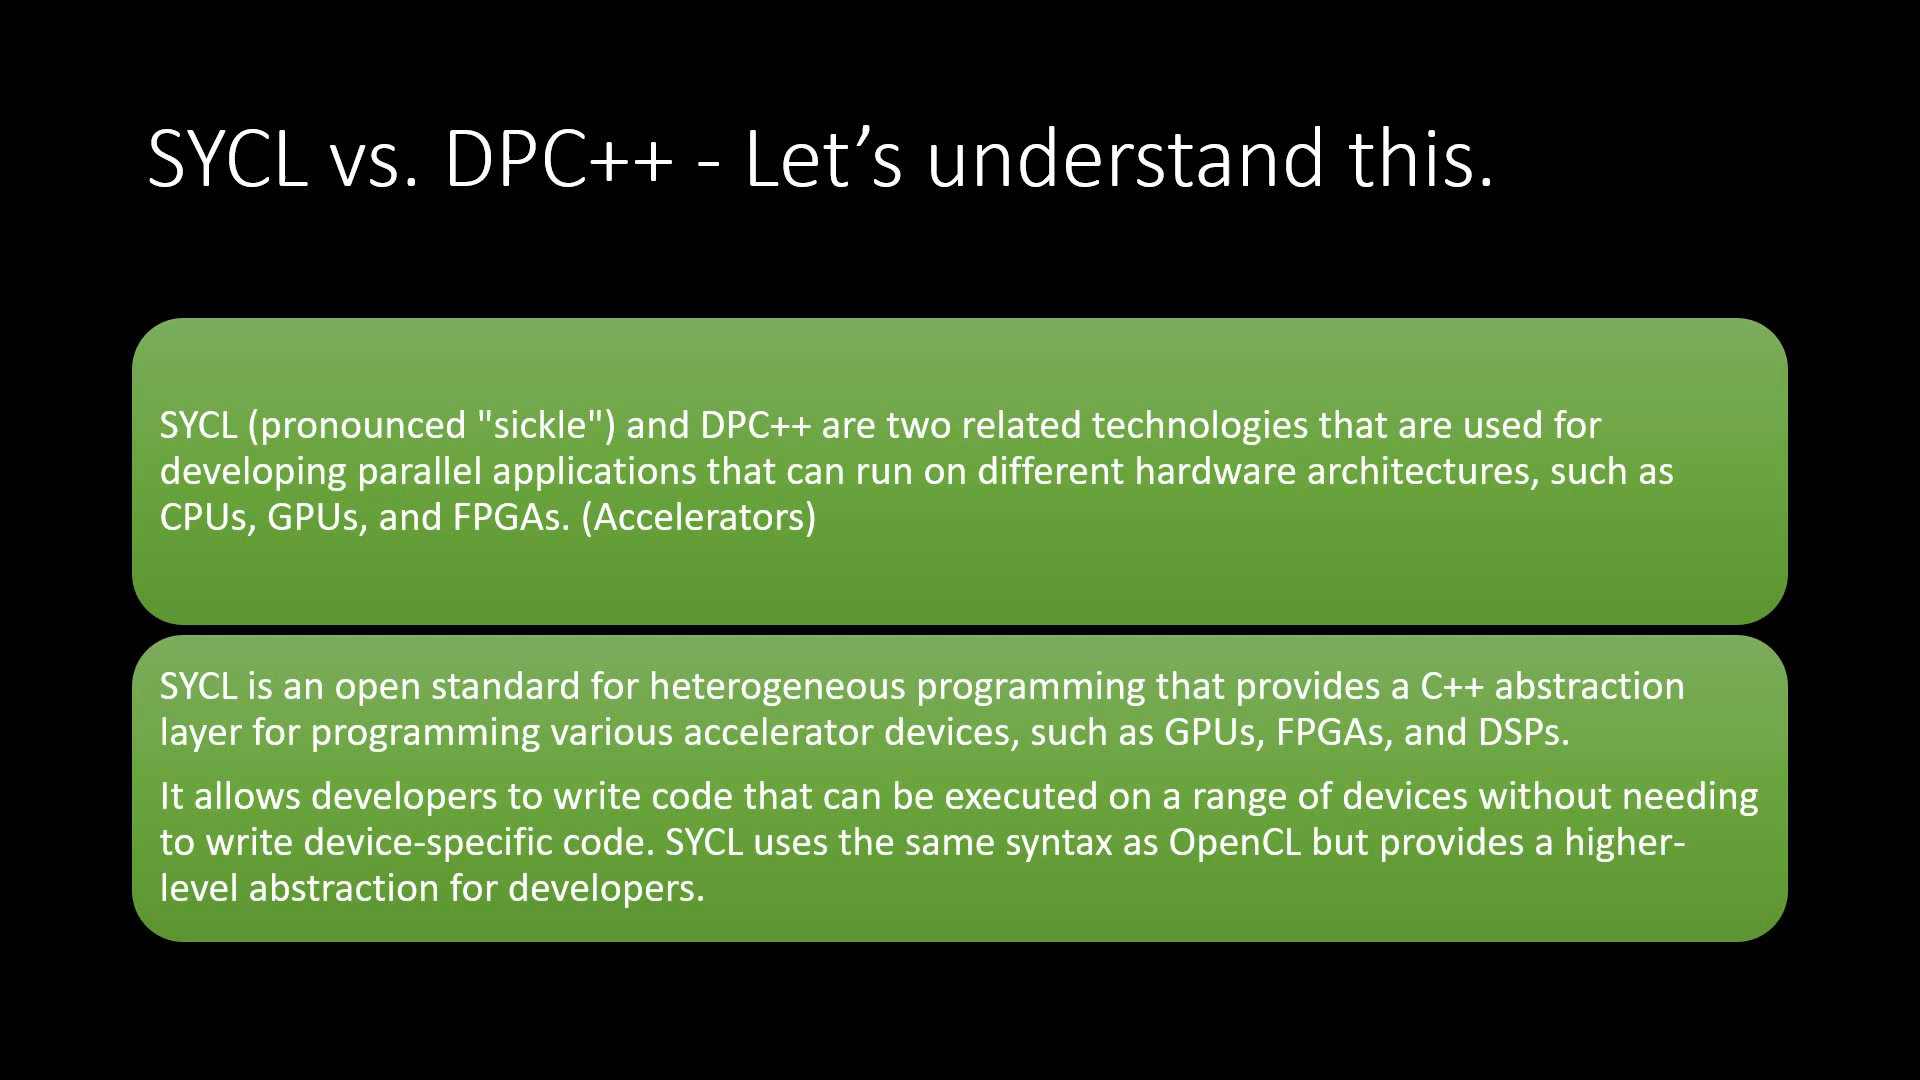 SYCL vs. DPC++ - Let’s understand this.
SYCL (pronounced "sickle") and DPC++ are two related technologies that are used for
developing parallel applications that can run on different hardware architectures, such as
CPUs, GPUs, and FPGAs. (Accelerators)
SYCL is an open standard for heterogeneous programming that provides a C++ abstraction
layer for programming various accelerator devices, such as GPUs, FPGAs, and DSPs.
It allows developers to write code that can be executed on a range of devices without needing
to write device-specific code. SYCL uses the same syntax as OpenCL but provides a higher-
level abstraction for developers.